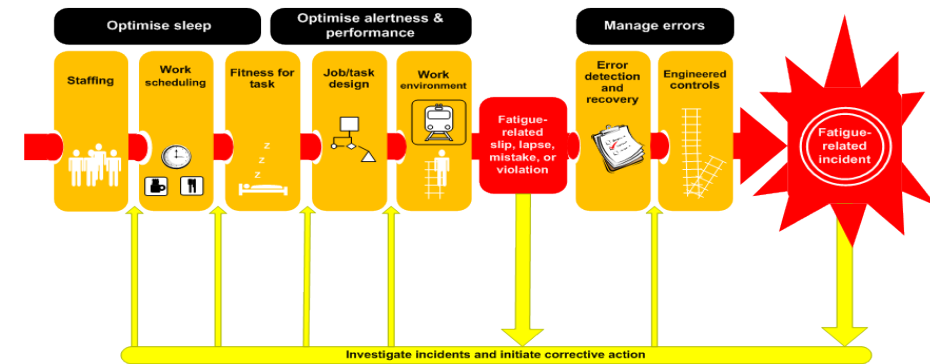 Optimise sleep
Optimise alertness &
performance
Manage errors
Staffing
Work
scheduling
Fitness for
task
Job/task
design
Work
environment
Fatigue-
related
slip, lapse,
mistake, or
violation
Error
detection
and
recovery
Engineered
controls
Fatigue-
related
incident
z
z
z
Investigate incidents and initiate corrective action